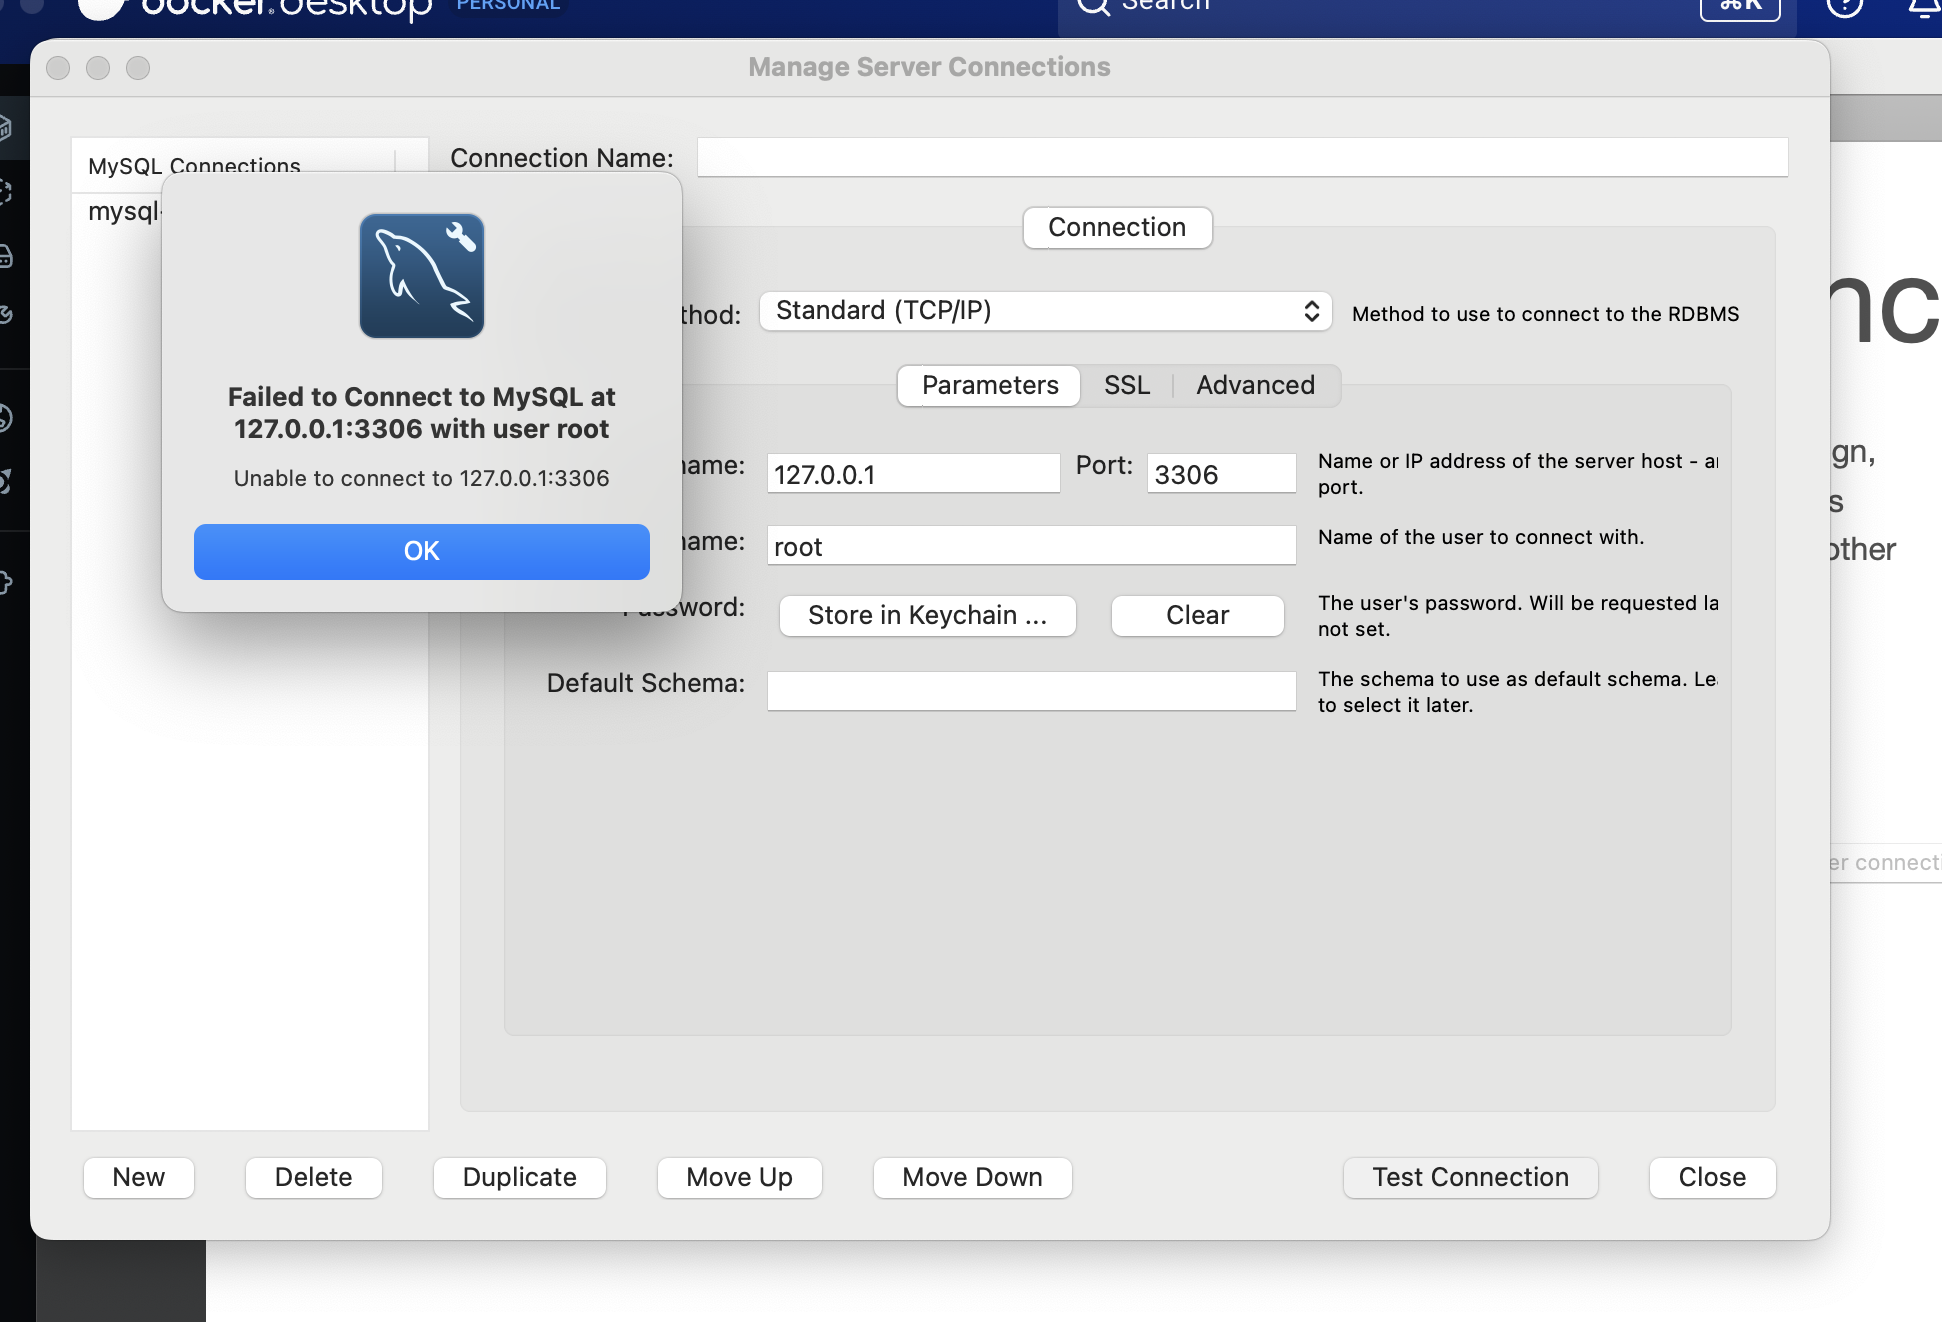 docker.desktop PERSONAL
Search
⌘K
Manage Server Connections
MySQL Connections
mysql-
Connection Name:
Connection
thod:
Standard (TCP/IP)
Method to use to connect to the RDBMS
Parameters
SSL
Advanced
Failed to Connect to MySQL at
127.0.0.1:3306 with user root
Unable to connect to 127.0.0.1:3306
OK
name:
127.0.0.1
Port:
3306
Name or IP address of the server host - a
port.
name:
root
Name of the user to connect with.
Password:
Store in Keychain ...
Clear
The user's password. Will be requested la
not set.
Default Schema:
The schema to use as default schema. Lea
to select it later.
New
Delete
Duplicate
Move Up
Move Down
Test Connection
Close
nc
gn,
s
other
er connecti